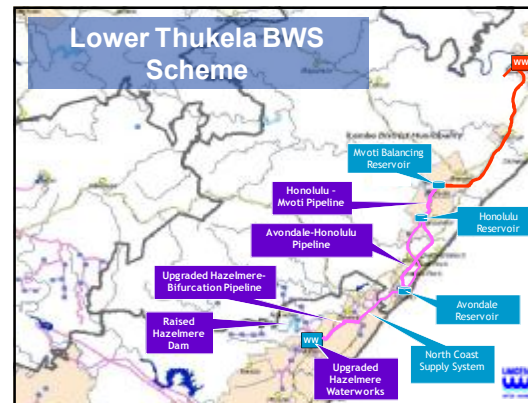 Lower Thukela BWS
Scheme
WW
Mvoti Balancing
Reservoir
Honolulu -
Mvoti Pipeline
Honolulu
Reservoir
Avondale-Honolulu
Pipeline
Upgraded Hazelmere-
Bifurcation Pipeline
Avondale
Reservoir
Raised
Hazelmere
Dam
WW
North Coast
Supply System
Upgraded
Hazelmere
Waterworks